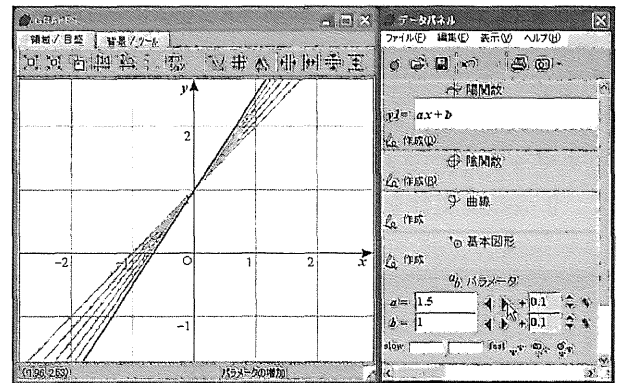 GRAPES
領域/目盛 背景/ツール
y
2
-2
-1
O
1
2
x
-1
(1.96, 2.63) パラメータの増加
データパネル
ファイル(F) 編集(E) 表示(V) ヘルプ(H)
陽関数
y1= ax+b
作成(D)
陰関数
作成(R)
曲線
作成
基本図形
作成
パラメータ
a= 1.5 + 0.1
b= 1 + 0.1
slow fast